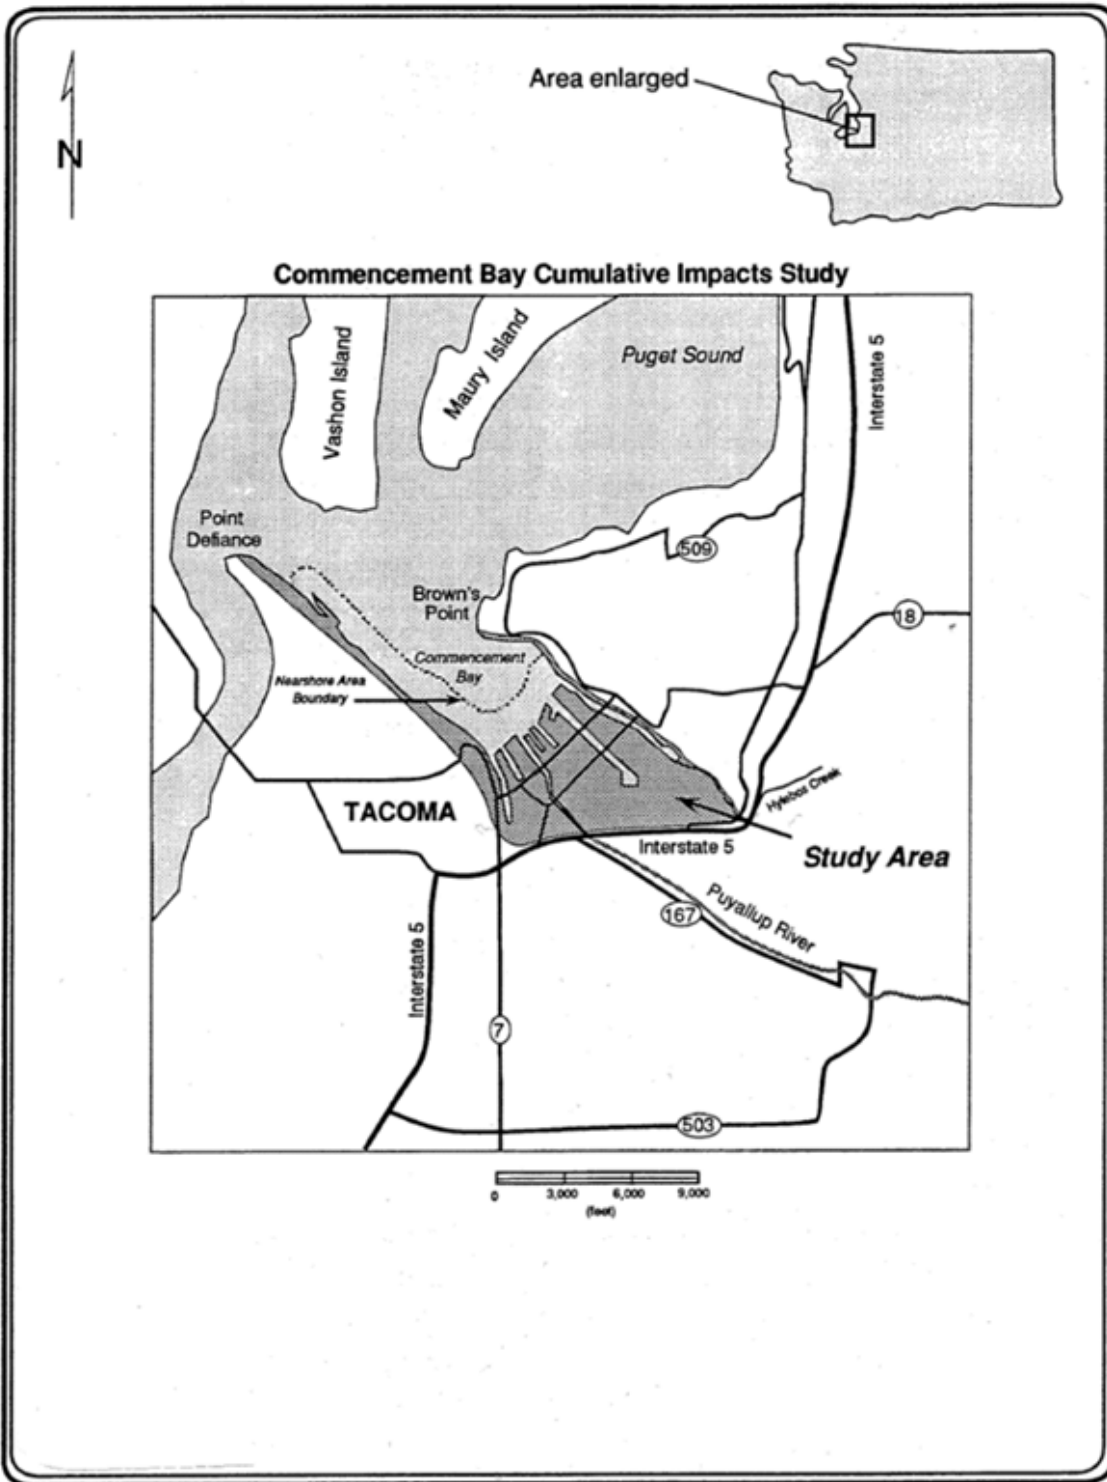 Area enlarged
N
Commencement Bay Cumulative Impacts Study
Vashon Island
Maury Island
Puget Sound
Interstate 5
Point
Defiance
509
Brown's
Point
18
Commencement
Bay
Nearshore Area
Boundary
Hylebos Creek
TACOMA
Interstate 5
Study Area
Puyallup River
167
Interstate 5
7
503
0 3,000 6,000 9,000
(feet)